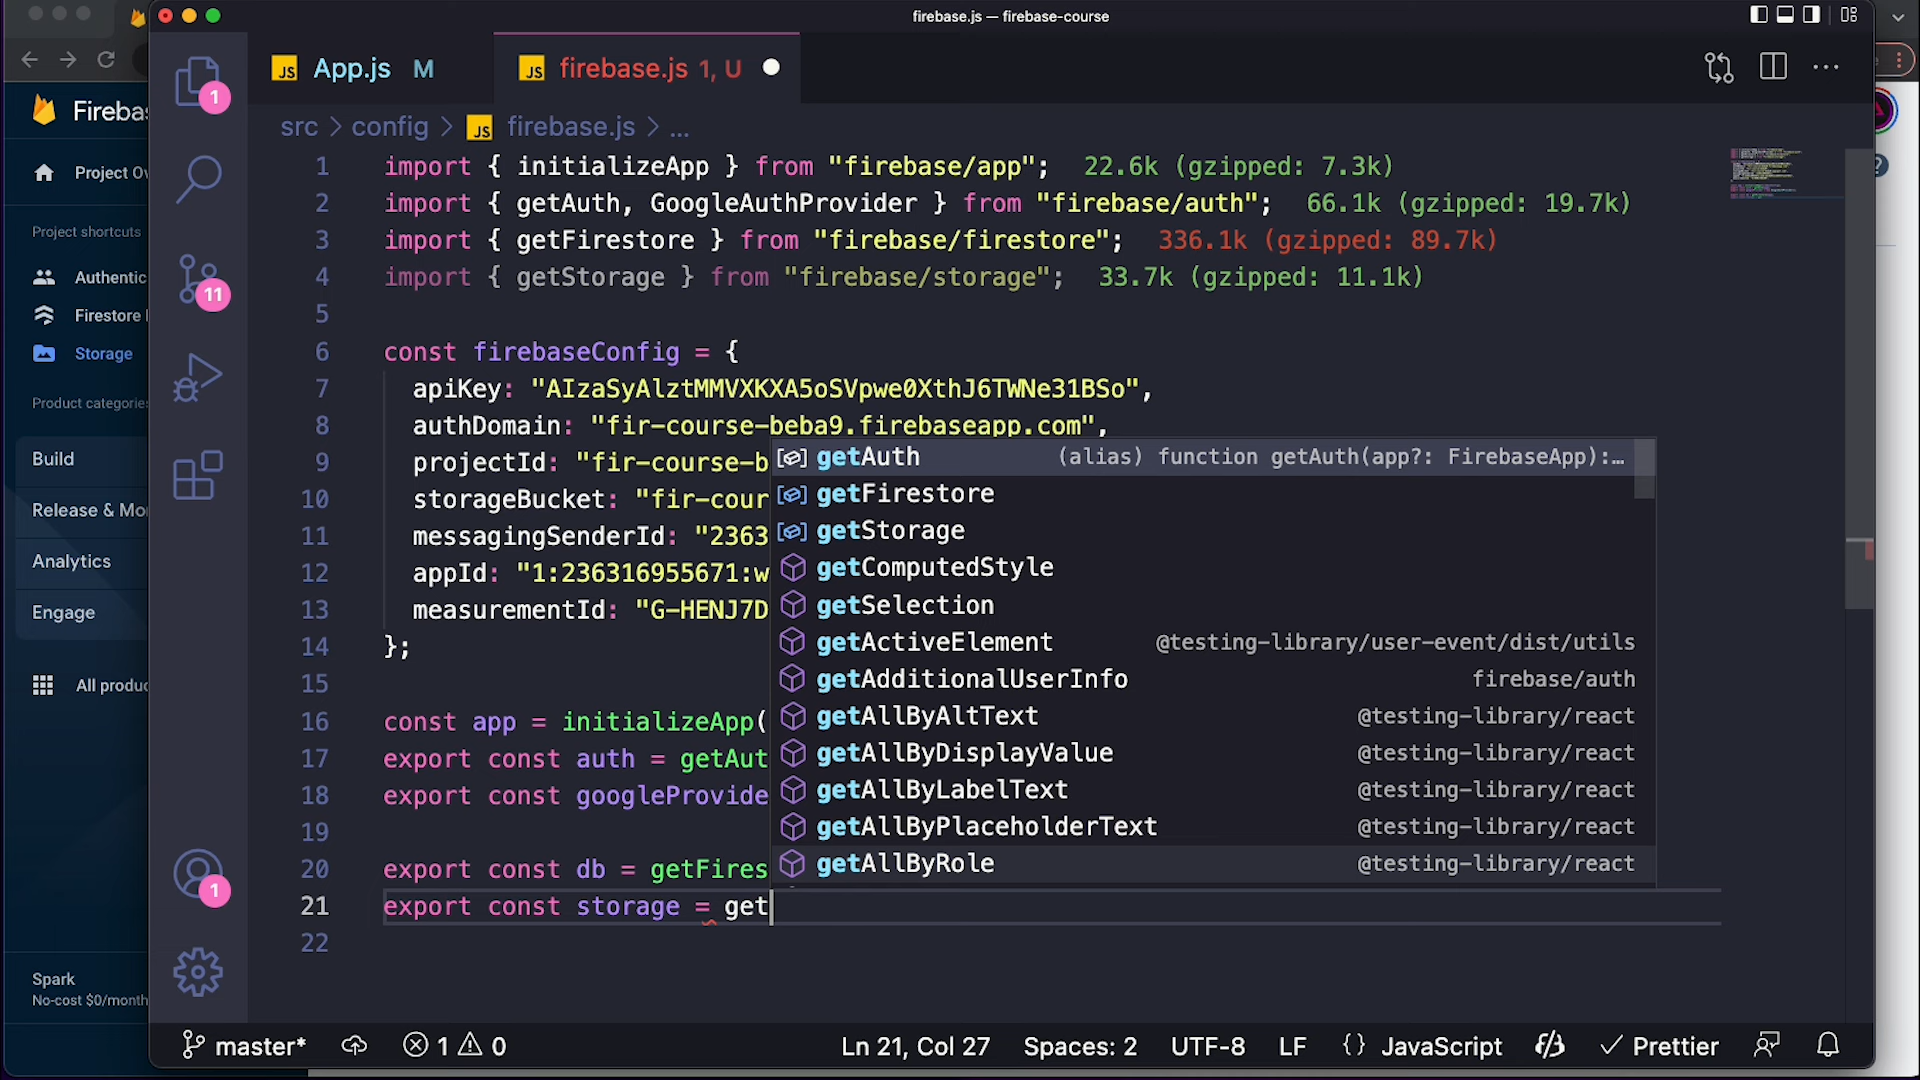 firebase.js — firebase-course
App.js M
firebase.js 1, U
src > config > firebase.js > ...
1 import { initializeApp } from "firebase/app"; 22.6k (gzipped: 7.3k)
2 import { getAuth, GoogleAuthProvider } from "firebase/auth"; 66.1k (gzipped: 19.7k)
3 import { getFirestore } from "firebase/firestore"; 336.1k (gzipped: 89.7k)
4 import { getStorage } from "firebase/storage"; 33.7k (gzipped: 11.1k)
5
6 const firebaseConfig = {
7 apiKey: "AIzaSyAlztMMVXKXA5oSVpwe0XthJ6TWNe31BSo",
8 authDomain: "fir-course-beba9.firebaseapp.com",
9 projectId: "fir-course-b
10 storageBucket: "fir-cour
11 messagingSenderId: "2363
12 appId: "1:236316955671:w
13 measurementId: "G-HENJ7D
14 };
15
16 const app = initializeApp(
17 export const auth = getAut
18 export const googleProvide
19
20 export const db = getFires
21 export const storage = get
22
getAuth (alias) function getAuth(app?: FirebaseApp):…
getFirestore
getStorage
getComputedStyle
getSelection
getActiveElement @testing-library/user-event/dist/utils
getAdditionalUserInfo firebase/auth
getAllByAltText @testing-library/react
getAllByDisplayValue @testing-library/react
getAllByLabelText @testing-library/react
getAllByPlaceholderText @testing-library/react
getAllByRole @testing-library/react
1
11
1
Fireba
Project Ov
Project shortcuts
Authentic
Firestore
Storage
Product categorie
Build
Release & Mo
Analytics
Engage
All produ
Spark
No-cost $0/month
master* 1 0 Ln 21, Col 27 Spaces: 2 UTF-8 LF {} JavaScript Prettier